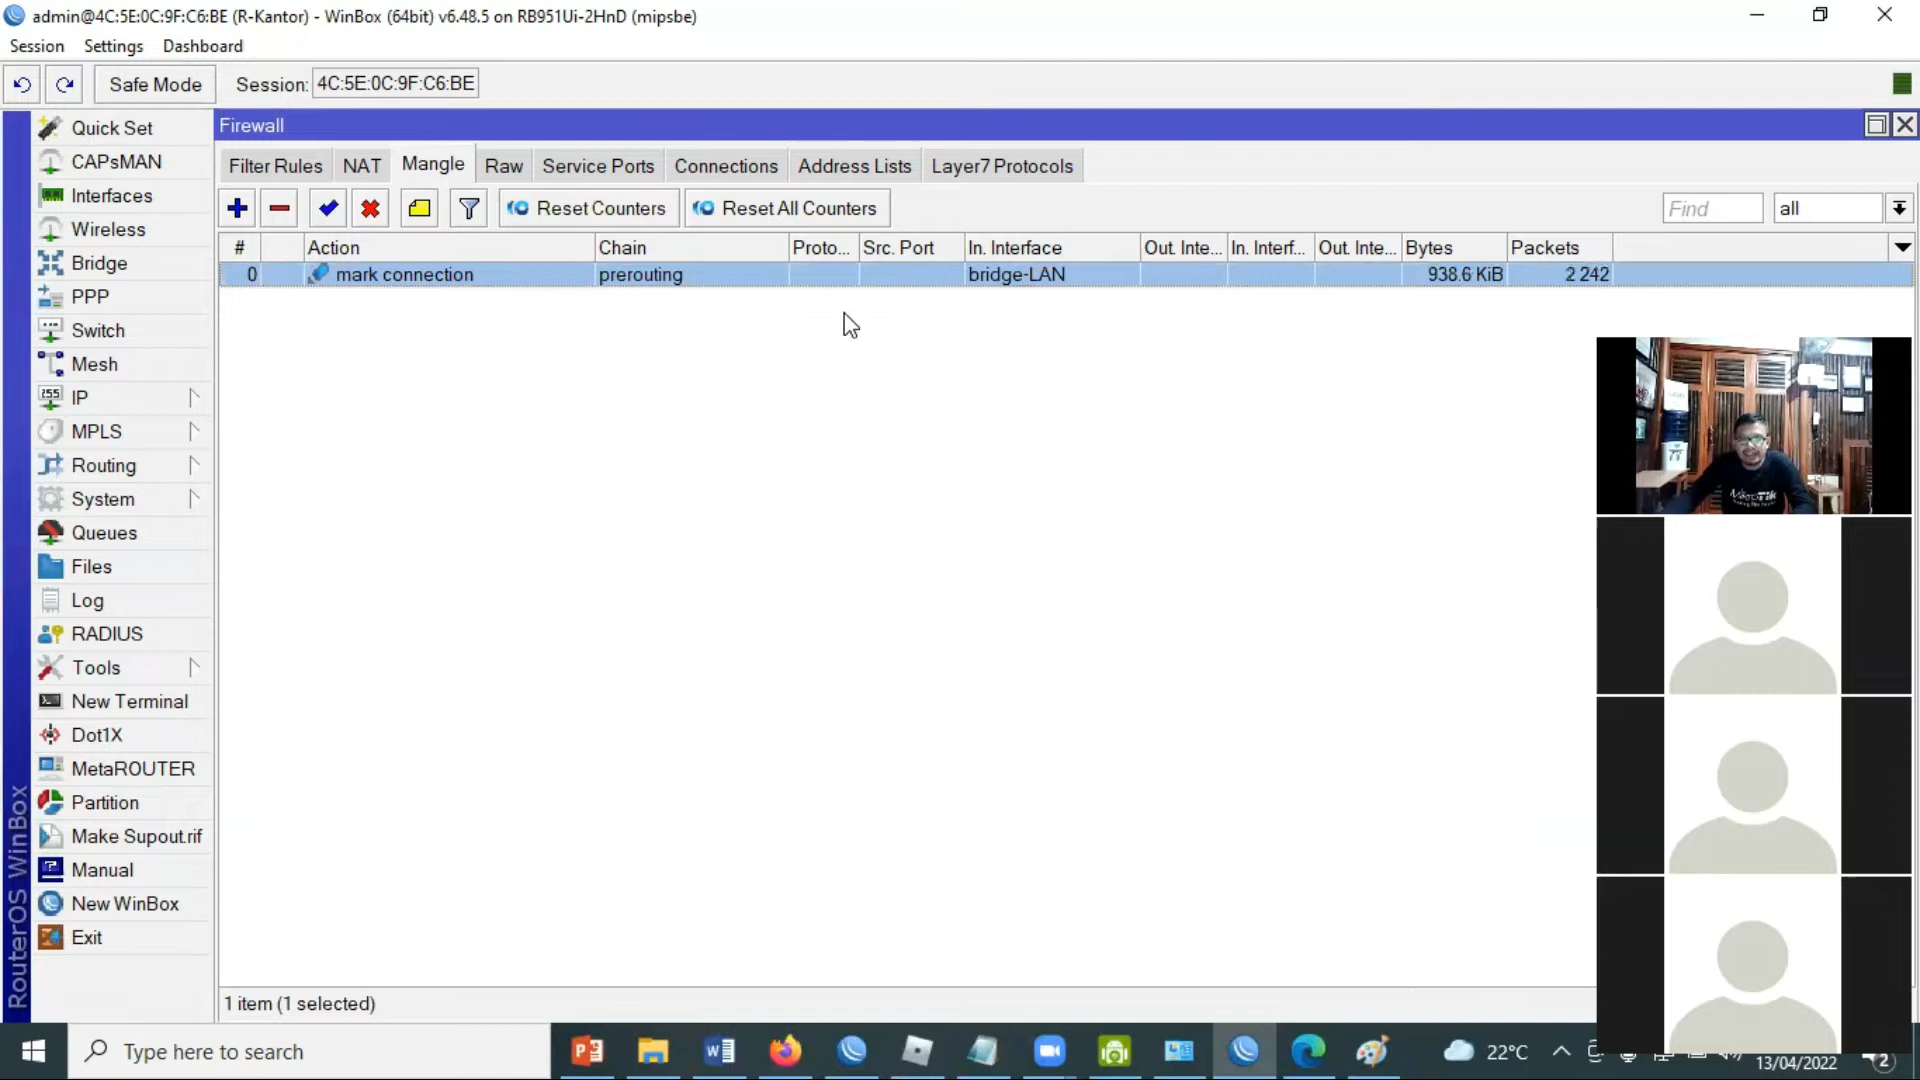 admin@4C:5E:0C:9F:C6:BE (R-Kantor) - WinBox (64bit) v6.48.5 on RB951Ui-2HnD (mipsbe)
Session Settings Dashboard
Safe Mode Session: 4C:5E:0C:9F:C6:BE
Quick Set
CAPsMAN
Interfaces
Wireless
Bridge
PPP
Switch
Mesh
IP
MPLS
Routing
System
Queues
Files
Log
RADIUS
Tools
New Terminal
Dot1X
MetaROUTER
Partition
Make Supout.rif
Manual
New WinBox
Exit
RouterOS WinBox
Firewall
Filter Rules NAT Mangle Raw Service Ports Connections Address Lists Layer7 Protocols
Reset Counters Reset All Counters Find all
# Action Chain Proto... Src. Port In. Interface Out. Inte... In. Interf... Out. Inte... Bytes Packets
0 mark connection prerouting bridge-LAN 938.6 KiB 2 242
1 item (1 selected)
Type here to search
22°C
13/04/2022
2